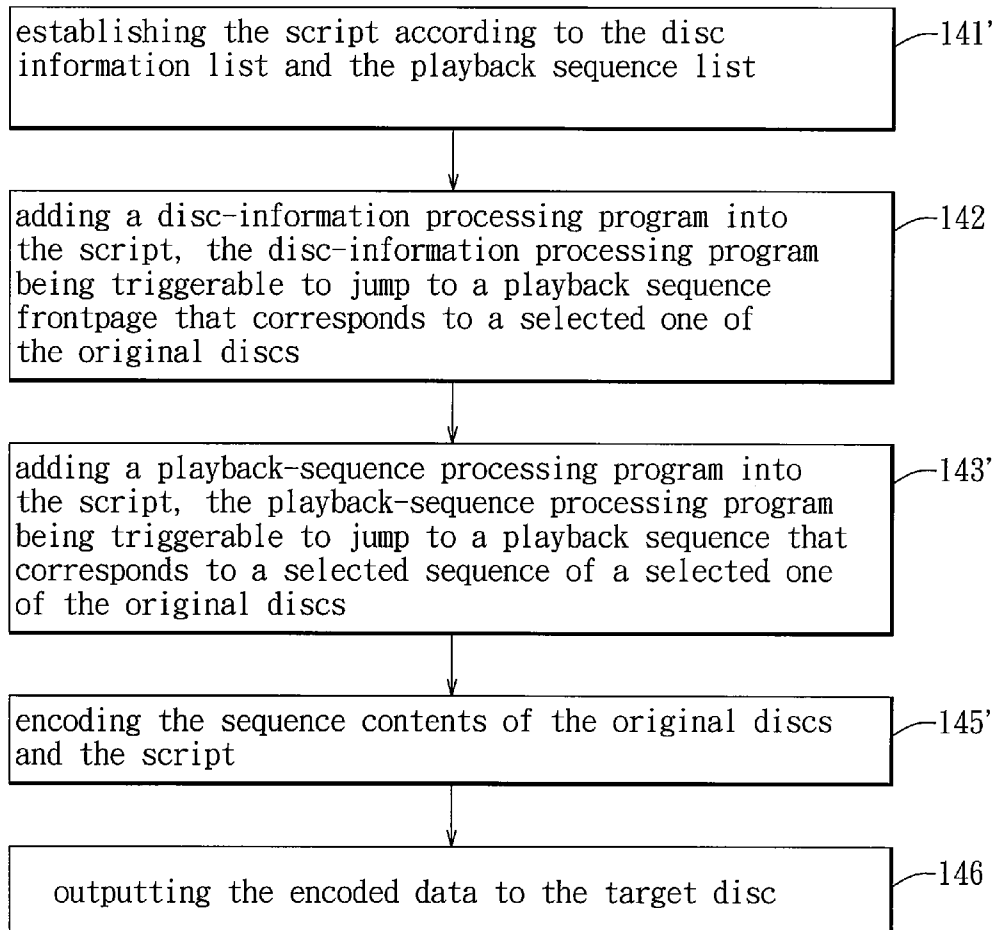 establishing the script according to the disc
information list and the playback sequence list
141'
adding a disc-information processing program into
the script, the disc-information processing program
being triggerable to jump to a playback sequence
frontpage that corresponds to a selected one of
the original discs
142
adding a playback-sequence processing program into
the script, the playback-sequence processing program
being triggerable to jump to a playback sequence that
corresponds to a selected sequence of a selected one
of the original discs
143'
encoding the sequence contents of the original discs
and the script
145'
outputting the encoded data to the target disc
146